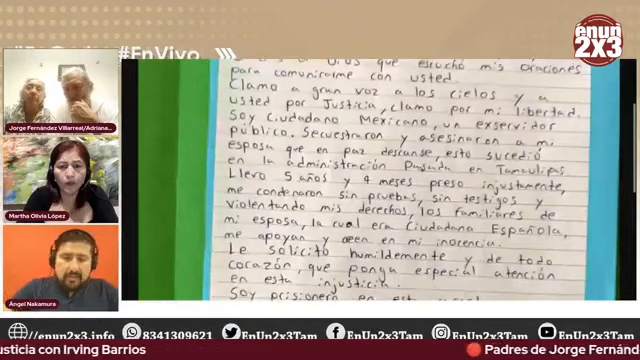 #EnVivo
enun
2x3
Dios que escuchó mis oraciones
para comunicarme con usted.
Clamo a gran voz a los cielos y a
usted por Justicia, clamo por mi libertad.
Soy ciudadano Mexicano, un exservidor
público. Secuestraron y asesinaron a mi
esposa que en paz descanse, esto sucedió
en la administración Pasada en Tamaulipas
Llevo 5 años y 4 meses preso injustamente,
me condenaron sin pruebas, sin testigos y
violentando mis derechos, los familiares de
mi esposa, la cual era ciudadana Española,
me apoyan y creen en mi inocencia.
Le solicito humildemente y de todo
corazón, que ponga especial atención
en esta injusticia.
Soy prisionero en
Jorge Fernández Villarreal/Adriana...
Martha Olivia López
Ángel Nakamura
//enun2x3.info
8341309621
EnUn2x3Tam
EnUn2x3Tam
EnUn2x3Tam
EnUn2x3Tam
usticia con Irving Barrios
Padres de Jorge Fernánd